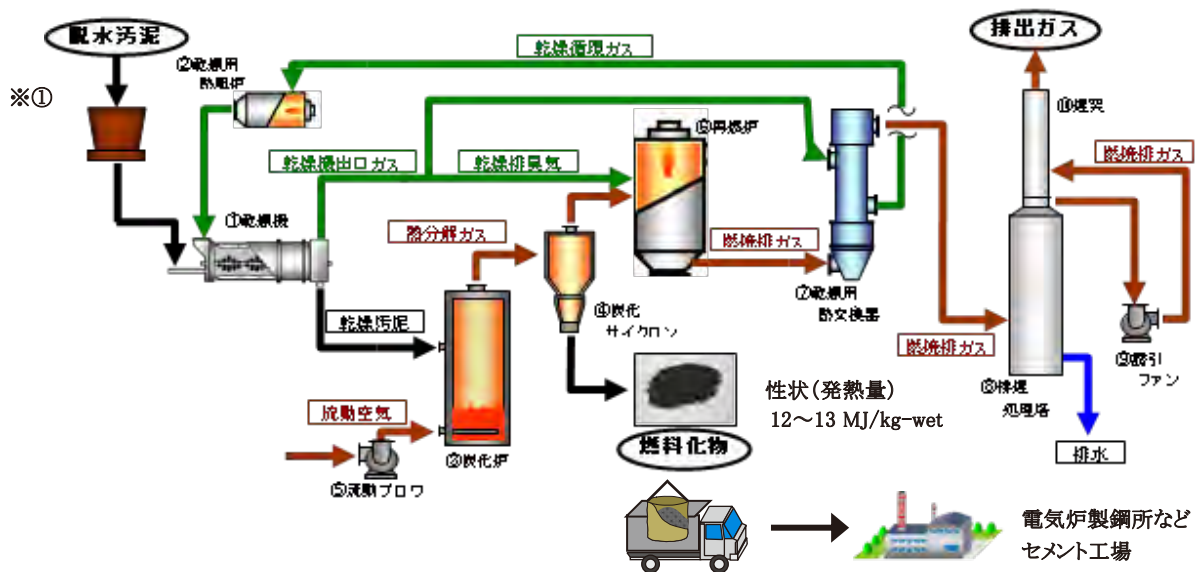 脱水汚泥
※①
②乾燥用
熱風炉
乾燥循環ガス
排出ガス
⑩煙突
⑥再燃炉
乾燥機出口ガス
乾燥排臭気
燃焼排ガス
①乾燥機
熱分解ガス
燃焼排ガス
④炭化
サイクロン
⑦乾燥用
熱交換器
乾燥汚泥
燃焼排ガス
⑨誘引
ファン
⑧排煙
処理塔
性状(発熱量)
12～13 MJ/kg-wet
流動空気
③炭化炉
燃料化物
排水
⑤流動ブロワ
電気炉製鋼所など
セメント工場